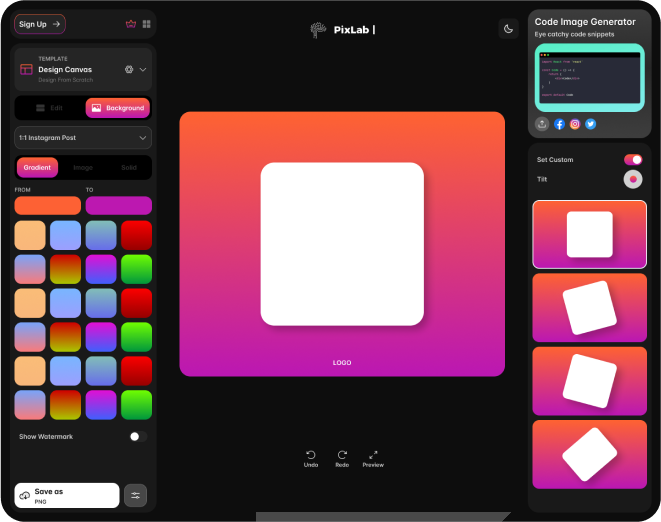 Sign Up
TEMPLATE
Design Canvas
Design From Scratch
Edit
Background
1:1 Instagram Post
Gradient
Image
Solid
FROM
TO
Show Watermark
Save as
PNG
PixLab |
LOGO
Undo
Redo
Preview
Code Image Generator
Eye catchy code snippets
Set Custom
Tilt